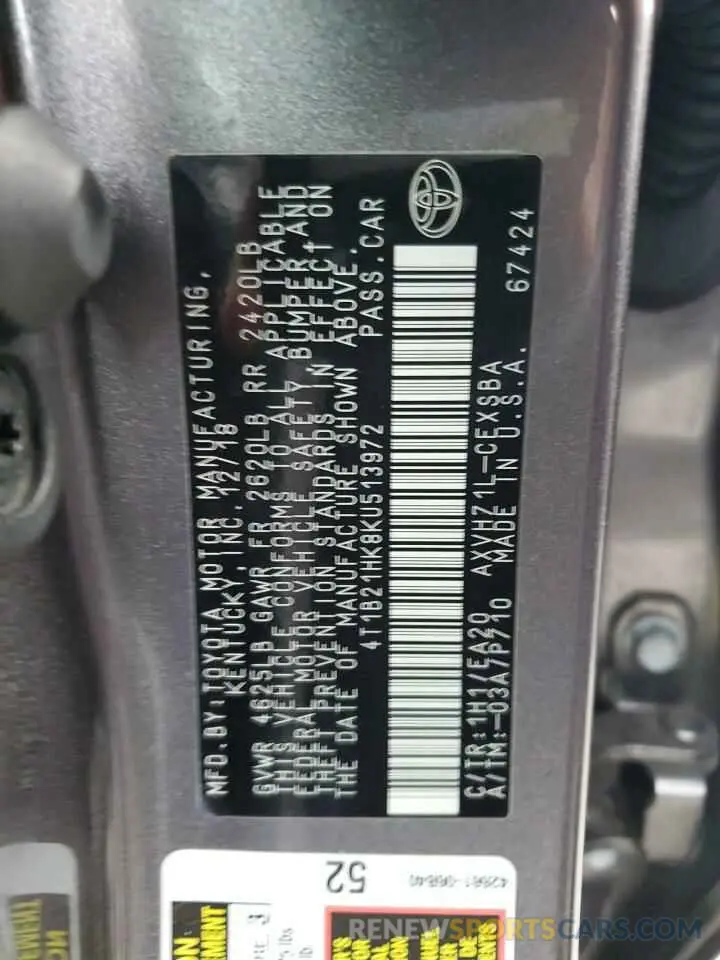 MFD. BY: TOYOTA MOTOR MANUFACTURING,
KENTUCKY, INC. 12/18
GVWR 4625LB GAWR FR 2620LB RR 2420LB
THIS VEHICLE CONFORMS TO ALL APPLICABLE
FEDERAL MOTOR VEHICLE SAFETY, BUMPER, AND
THEFT PREVENTION STANDARDS IN EFFECT ON
THE DATE OF MANUFACTURE SHOWN ABOVE.
4T1B21HK8KU513972 PASS.CAR
C/TR:1H1/EA20 AXVHZ1L-CEXSBA
A/TM:-03A/P710 MADE IN U.S.A. 67424
52
RENEWSPORTSCARS.COM